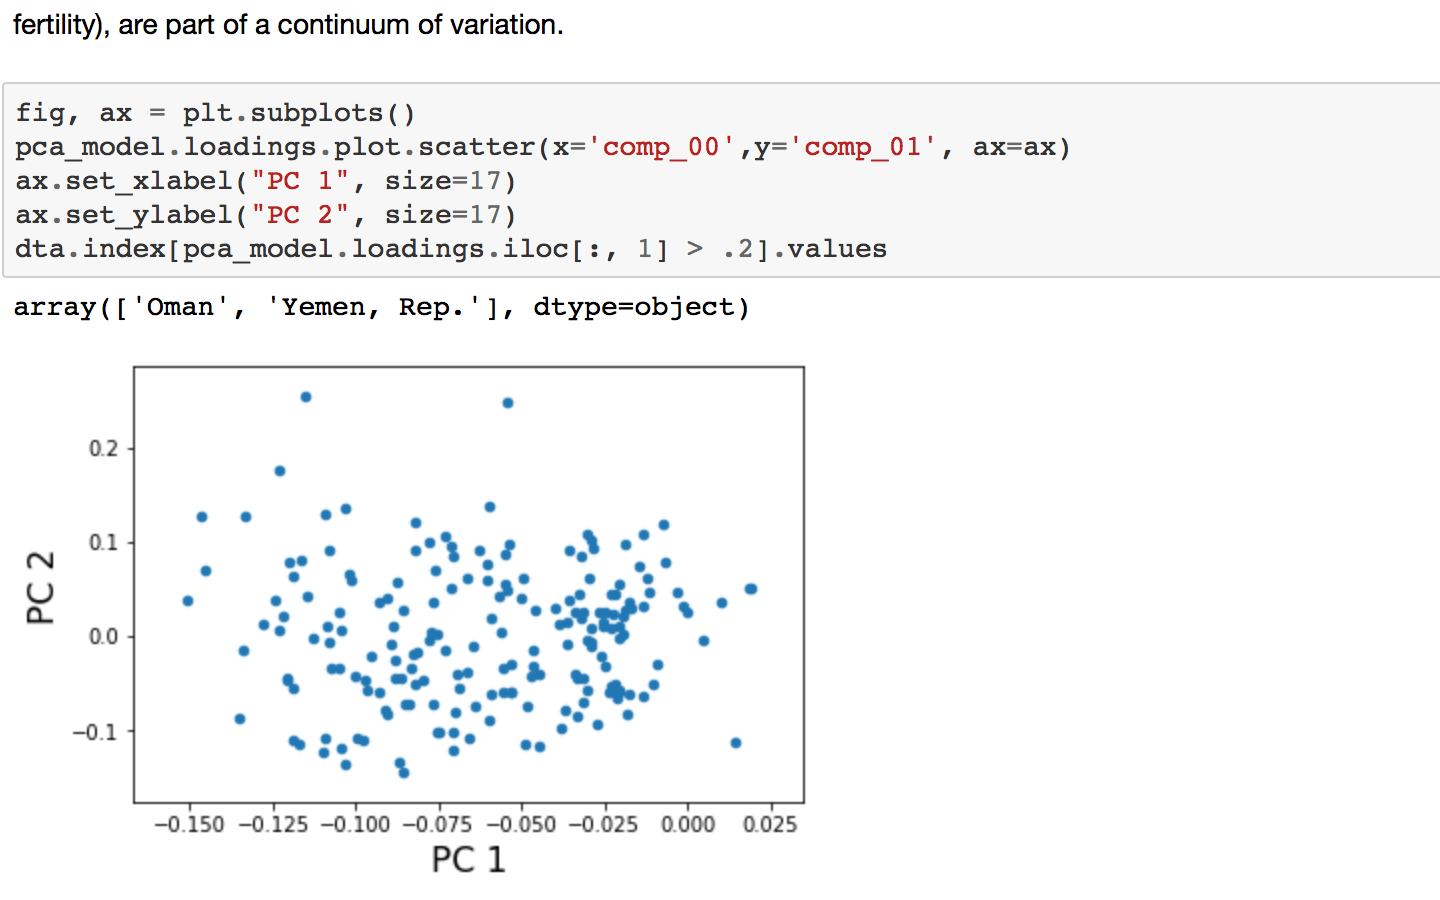 fertility), are part of a continuum of variation.
fig, ax = plt.subplots()
pca_model.loadings.plot.scatter(x='comp_00',y='comp_01', ax=ax)
ax.set_xlabel("PC 1", size=17)
ax.set_ylabel("PC 2", size=17)
dta.index[pca_model.loadings.iloc[:, 1] > .2].values
array(['Oman', 'Yemen, Rep.'], dtype=object)
0.2
0.1
0.0
−0.1
PC 2
−0.150 −0.125 −0.100 −0.075 −0.050 −0.025 0.000 0.025
PC 1